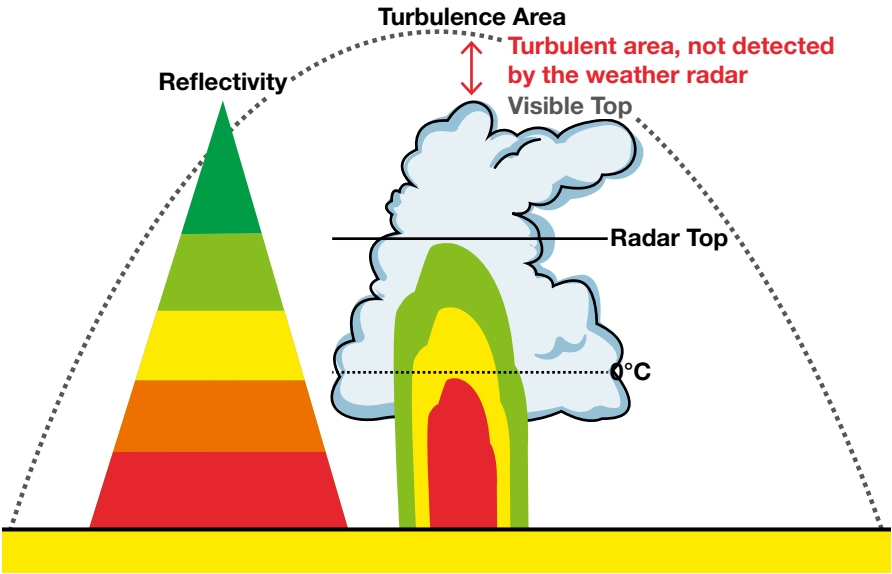 Turbulence Area
Turbulent area, not detected
by the weather radar
Reflectivity
Visible Top
Radar Top
0°C